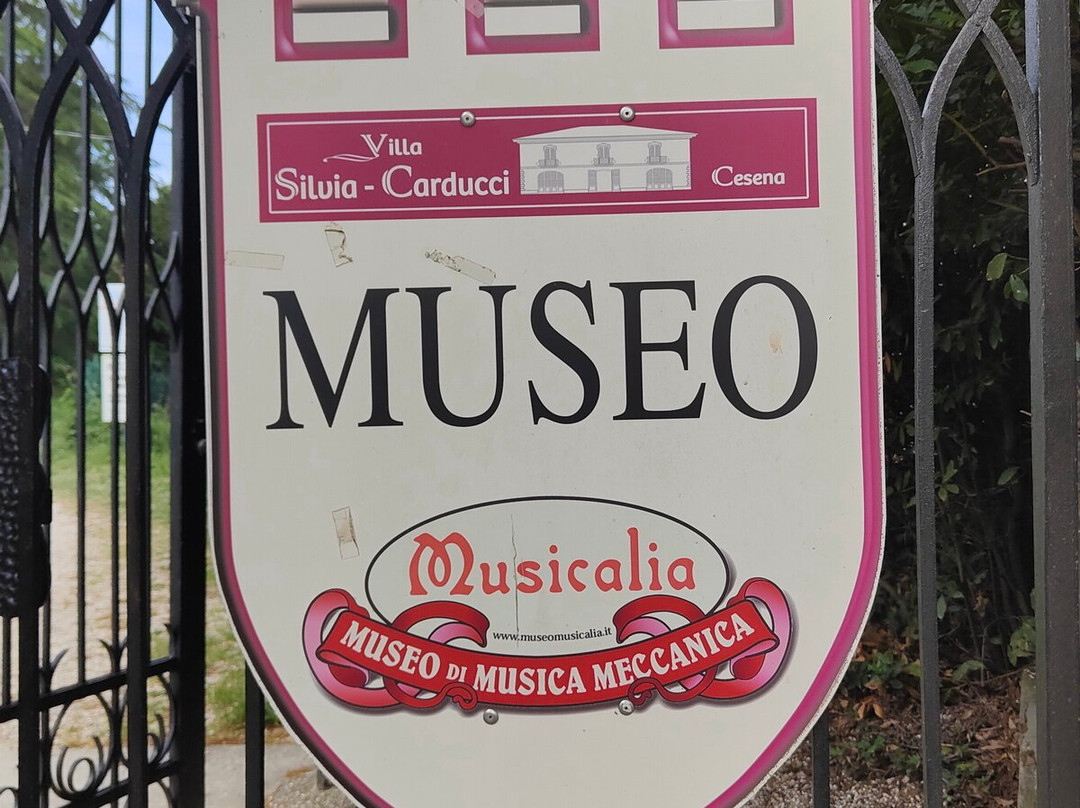 Villa
Silvia - Carducci
Cesena
MUSEO
Musicalia
www.museomusicalia.it
MUSEO DI MUSICA MECCANICA